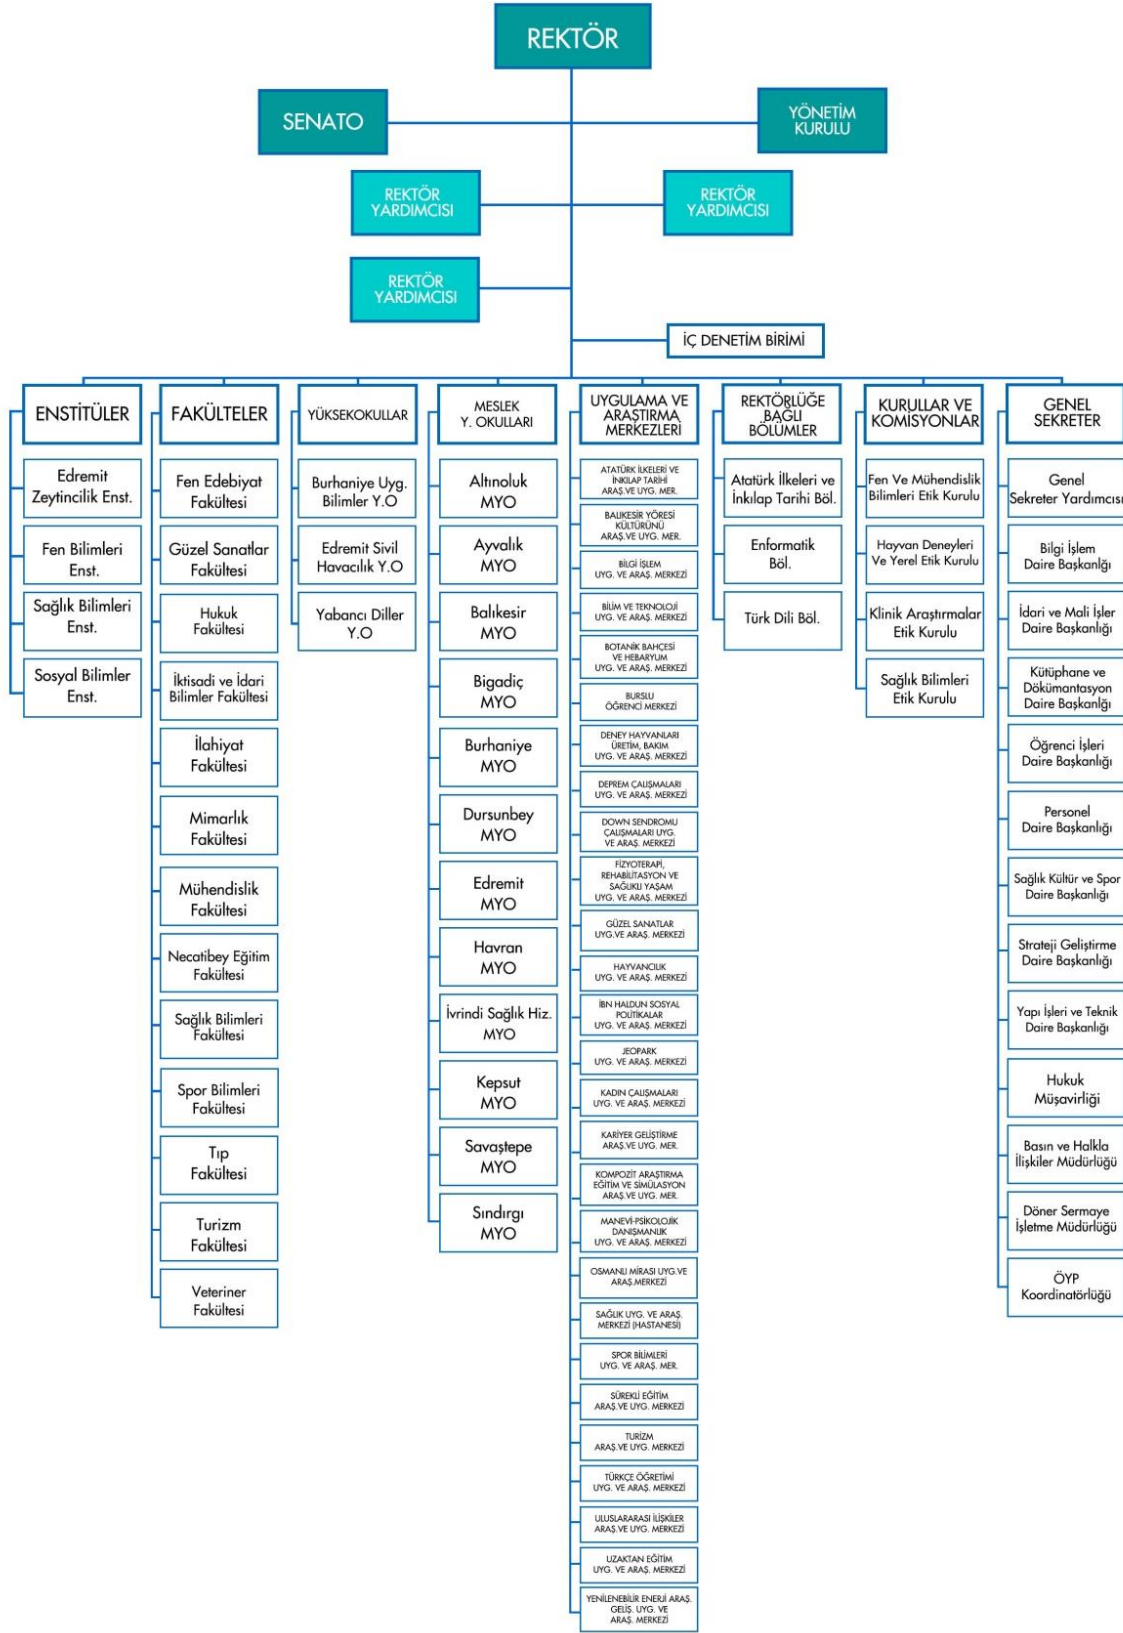 REKTÖR
SENATO
YÖNETİM
KURULU
REKTÖR
YARDIMCISI
REKTÖR
YARDIMCISI
REKTÖR
YARDIMCISI
İÇ DENETİM BİRİMİ
ENSTİTÜLER
Edremit
Zeytincilik Enst.
Fen Bilimleri
Enst.
Sağlık Bilimleri
Enst.
Sosyal Bilimler
Enst.
FAKÜLTELER
Fen Edebiyat
Fakültesi
Güzel Sanatlar
Fakültesi
Hukuk
Fakültesi
İktisadi ve İdari
Bilimler Fakültesi
İlahiyat
Fakültesi
Mimarlık
Fakültesi
Mühendislik
Fakültesi
Necatibey Eğitim
Fakültesi
Sağlık Bilimleri
Fakültesi
Spor Bilimleri
Fakültesi
Tıp
Fakültesi
Turizm
Fakültesi
Veteriner
Fakültesi
YÜKSEKOKULLAR
Burhaniye Uyg.
Bilimler Y.O
Edremit Sivil
Havacılık Y.O
Yabancı Diller
Y.O
MESLEK
Y. OKULLARI
Altınoluk
MYO
Ayvalık
MYO
Balıkesir
MYO
Bigadiç
MYO
Burhaniye
MYO
Dursunbey
MYO
Edremit
MYO
Havran
MYO
İvrindi Sağlık Hiz.
MYO
Kepsut
MYO
Savaştepe
MYO
Sındırgı
MYO
UYGULAMA VE
ARAŞTIRMA
MERKEZLERİ
ATATÜRK İLKELERİ VE
İNKILAP TARİHİ
ARAŞ.VE UYG. MER.
BALIKESİR YÖRESİ
KÜLTÜRÜNÜ
ARAŞ.VE UYG. MER.
BİLGİ İŞLEM
UYG. VE ARAŞ. MERKEZİ
BİLİM VE TEKNOLOJİ
UYG. VE ARAŞ. MERKEZİ
BOTANİK BAHÇESİ
VE HEBARYUM
UYG. VE ARAŞ. MERKEZİ
BURSLU
ÖĞRENCİ MERKEZİ
DENEY HAYVANLARI
ÜRETİM, BAKIM
UYG. VE ARAŞ. MERKEZİ
DEPREM ÇALIŞMALARI
UYG. VE ARAŞ. MERKEZİ
DOWN SENDROMU
ÇALIŞMALARI UYG.
VE ARAŞ. MERKEZİ
FİZYOTERAPİ,
REHABİLİTASYON VE
SAĞLIKLI YAŞAM
UYG. VE ARAŞ. MERKEZİ
GÜZEL SANATLAR
UYG.VE ARAŞ. MERKEZİ
HAYVANCILIK
UYG. VE ARAŞ. MERKEZİ
İBN HALDUN SOSYAL
POLİTİKALAR
UYG. VE ARAŞ. MERKEZİ
JEOPARK
UYG. VE ARAŞ. MERKEZİ
KADIN ÇALIŞMALARI
UYG. VE ARAŞ. MERKEZİ
KARİYER GELİŞTİRME
ARAŞ.VE UYG. MER.
KOMPOZİT ARAŞTIRMA
EĞİTİM VE SİMÜLASYON
ARAŞ.VE UYG. MER.
MANEVİ-PSİKOLOJİK
DANIŞMANLIK
UYG. VE ARAŞ. MERKEZİ
OSMANLI MİRASI UYG.VE
ARAŞ.MERKEZİ
SAĞLIK UYG. VE ARAŞ.
MERKEZİ (HASTANESİ)
SPOR BİLİMLERİ
UYG. VE ARAŞ. MER.
SÜREKLİ EĞİTİM
ARAŞ.VE UYG. MERKEZİ
TURİZM
ARAŞ.VE UYG. MERKEZİ
TÜRKÇE ÖĞRETİMİ
UYG. VE ARAŞ. MERKEZİ
ULUSLARARASI İLİŞKİLER
ARAŞ.VE UYG. MERKEZİ
UZAKTAN EĞİTİM
UYG. VE ARAŞ. MERKEZİ
YENİLENEBİLİR ENERJİ ARAŞ.
GELİŞ. UYG. VE
ARAŞ. MERKEZİ
REKTÖRLÜĞE
BAĞLI
BÖLÜMLER
Atatürk İlkeleri ve
İnkılap Tarihi Böl.
Enformatik
Böl.
Türk Dili Böl.
KURULLAR VE
KOMİSYONLAR
Fen Ve Mühendislik
Bilimleri Etik Kurulu
Hayvan Deneyleri
Ve Yerel Etik Kurulu
Klinik Araştırmalar
Etik Kurulu
Sağlık Bilimleri
Etik Kurulu
GENEL
SEKRETER
Genel
Sekreter Yardımcısı
Bilgi İşlem
Daire Başkanlğı
İdari ve Mali İşler
Daire Başkanlığı
Kütüphane ve
Dökümantasyon
Daire Başkanlğı
Öğrenci İşleri
Daire Başkanlığı
Personel
Daire Başkanlığı
Sağlık Kültür ve Spor
Daire Başkanlığı
Strateji Geliştirme
Daire Başkanlığı
Yapı İşleri ve Teknik
Daire Başkanlığı
Hukuk
Müşavirliği
Basın ve Halkla
İlişkiler Müdürlüğü
Döner Sermaye
İşletme Müdürlüğü
ÖYP
Koordinatörlüğü